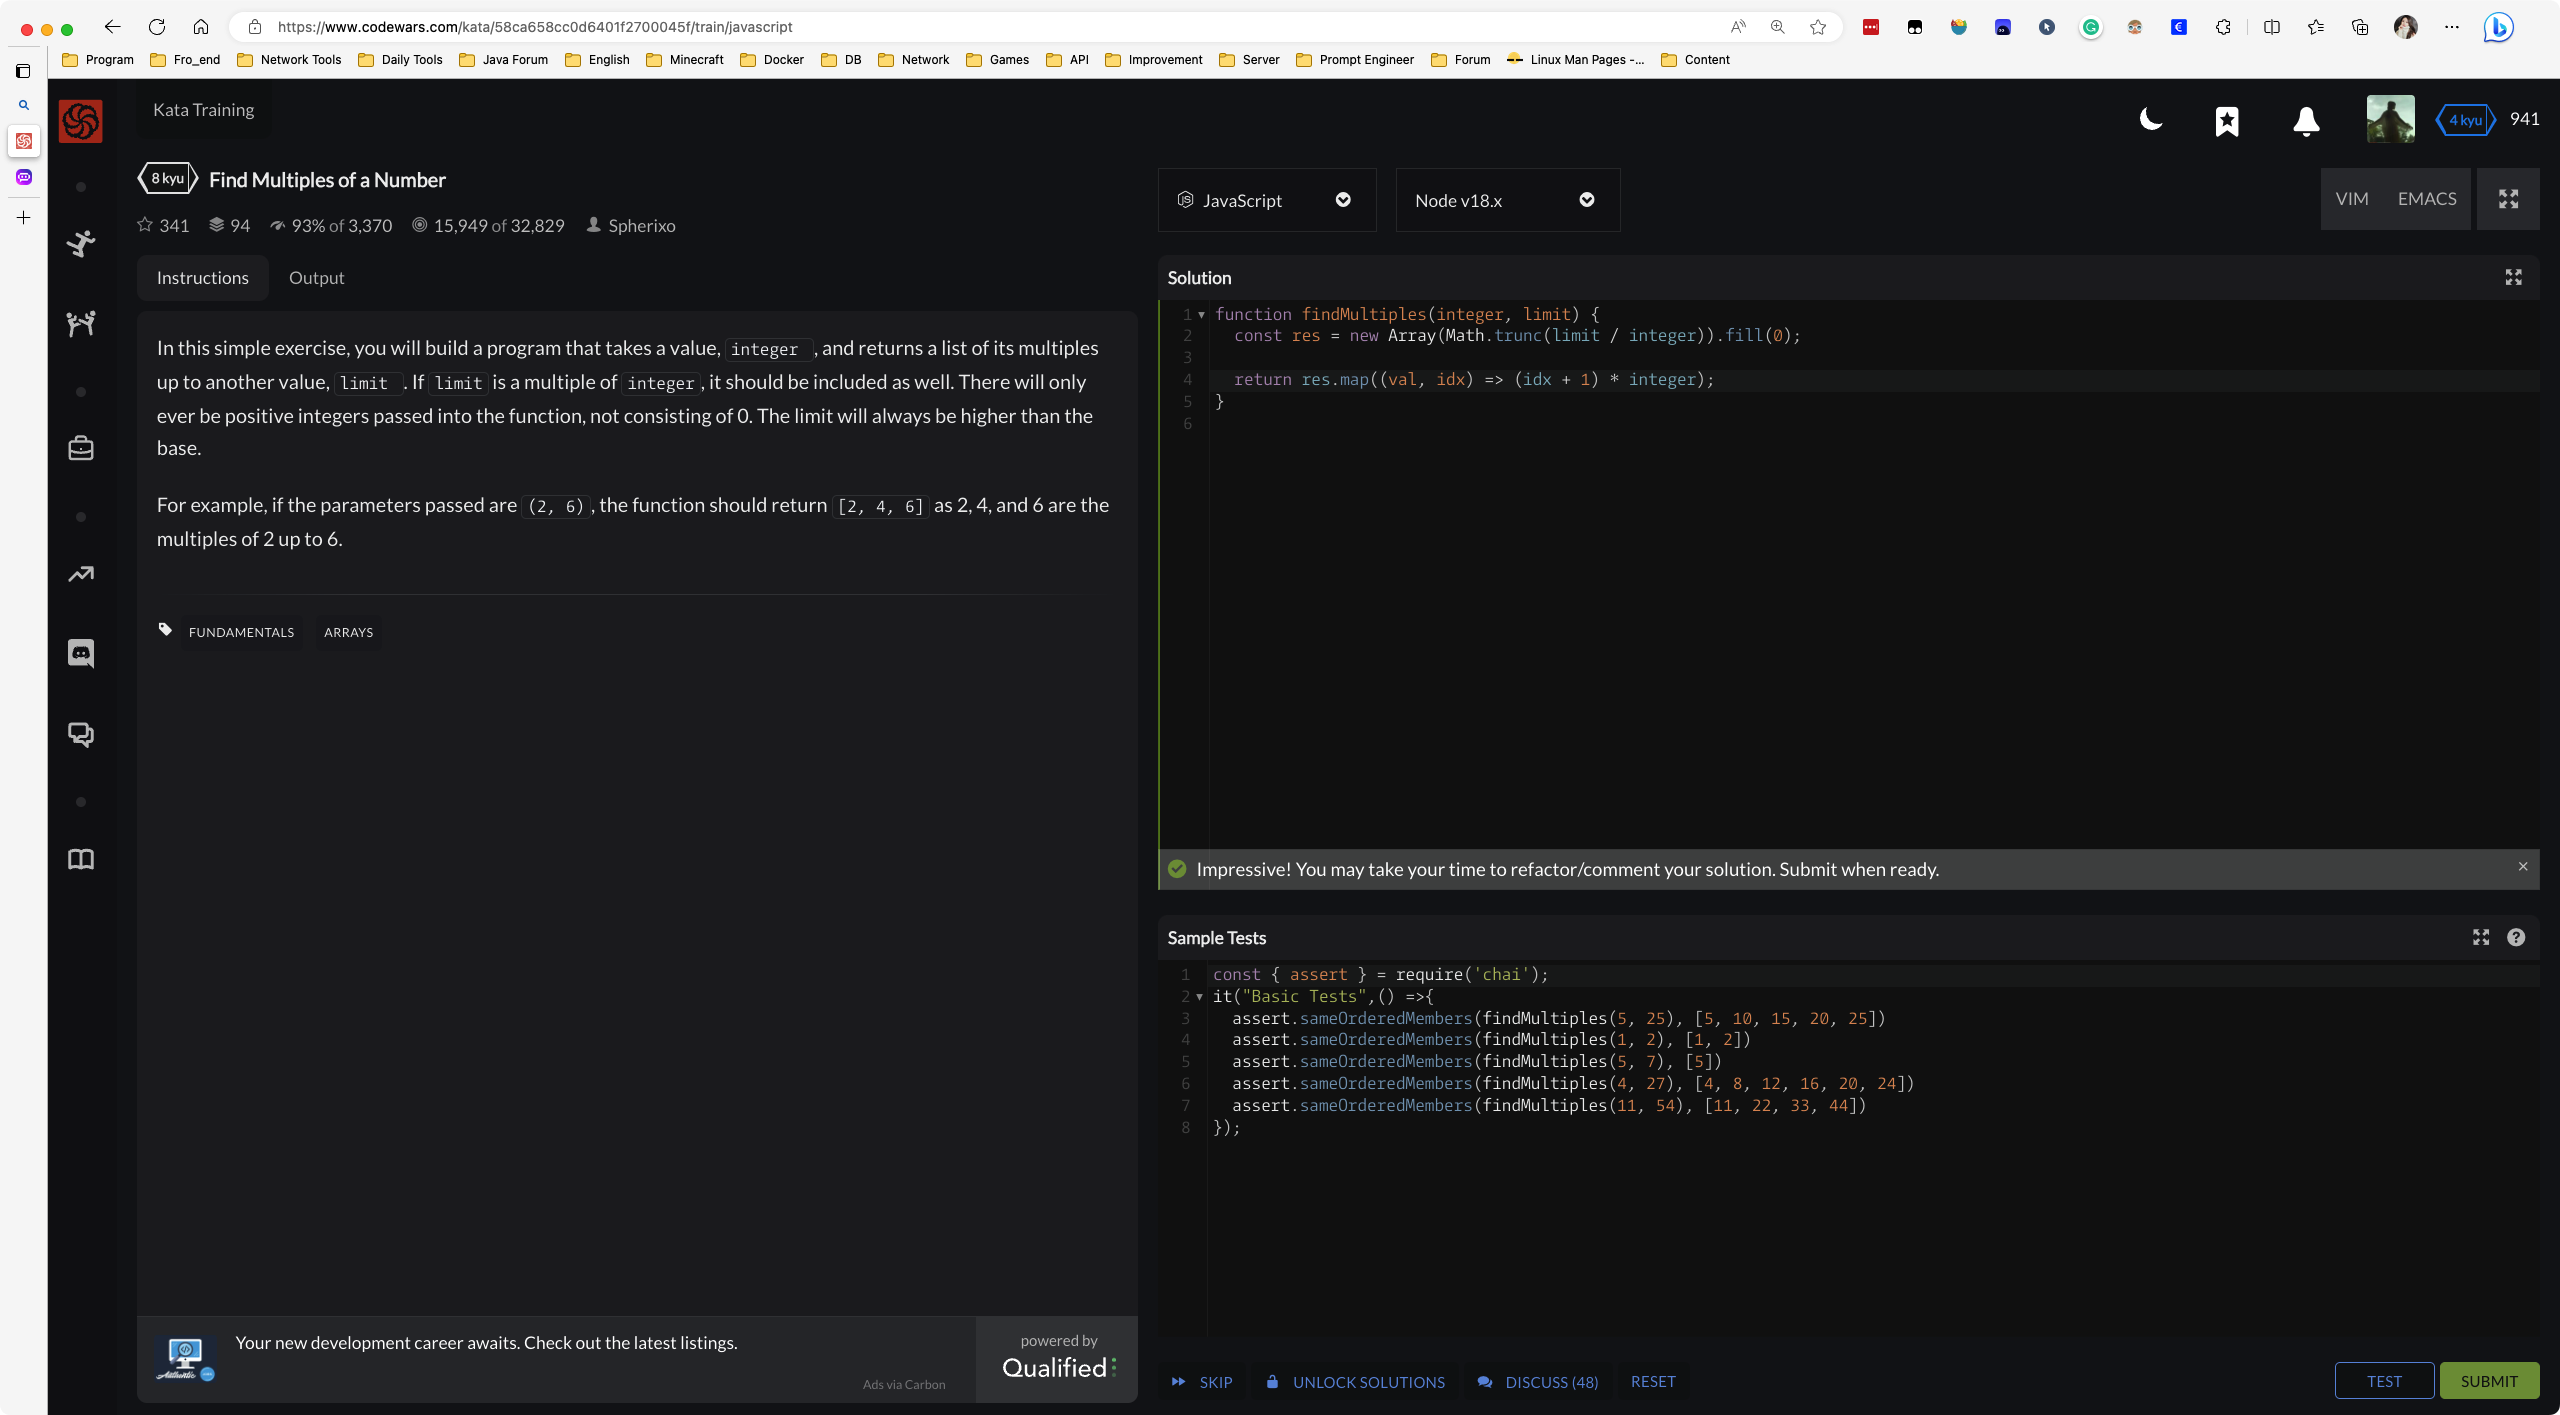 https://www.codewars.com/kata/58ca658cc0d6401f2700045f/train/javascript
Program Fro_end Network Tools Daily Tools Java Forum English Minecraft Docker DB Network Games API Improvement Server Prompt Engineer Forum Linux Man Pages -... Content
Kata Training
4 kyu 941
8 kyu Find Multiples of a Number
341 94 93% of 3,370 15,949 of 32,829 Spherixo
JavaScript Node v18.x VIM EMACS
Instructions Output
In this simple exercise, you will build a program that takes a value, integer , and returns a list of its multiples
up to another value, limit . If limit is a multiple of integer , it should be included as well. There will only
ever be positive integers passed into the function, not consisting of 0. The limit will always be higher than the
base.
For example, if the parameters passed are (2, 6) , the function should return [2, 4, 6] as 2, 4, and 6 are the
multiples of 2 up to 6.
FUNDAMENTALS ARRAYS
Your new development career awaits. Check out the latest listings.
Ads via Carbon
powered by
Qualified
Solution
1 function findMultiples(integer, limit) {
2 const res = new Array(Math.trunc(limit / integer)).fill(0);
3
4 return res.map((val, idx) => (idx + 1) * integer);
5 }
6
Impressive! You may take your time to refactor/comment your solution. Submit when ready.
Sample Tests
1 const { assert } = require('chai');
2 it("Basic Tests",() =>{
3 assert.sameOrderedMembers(findMultiples(5, 25), [5, 10, 15, 20, 25])
4 assert.sameOrderedMembers(findMultiples(1, 2), [1, 2])
5 assert.sameOrderedMembers(findMultiples(5, 7), [5])
6 assert.sameOrderedMembers(findMultiples(4, 27), [4, 8, 12, 16, 20, 24])
7 assert.sameOrderedMembers(findMultiples(11, 54), [11, 22, 33, 44])
8 });
SKIP UNLOCK SOLUTIONS DISCUSS (48) RESET TEST SUBMIT